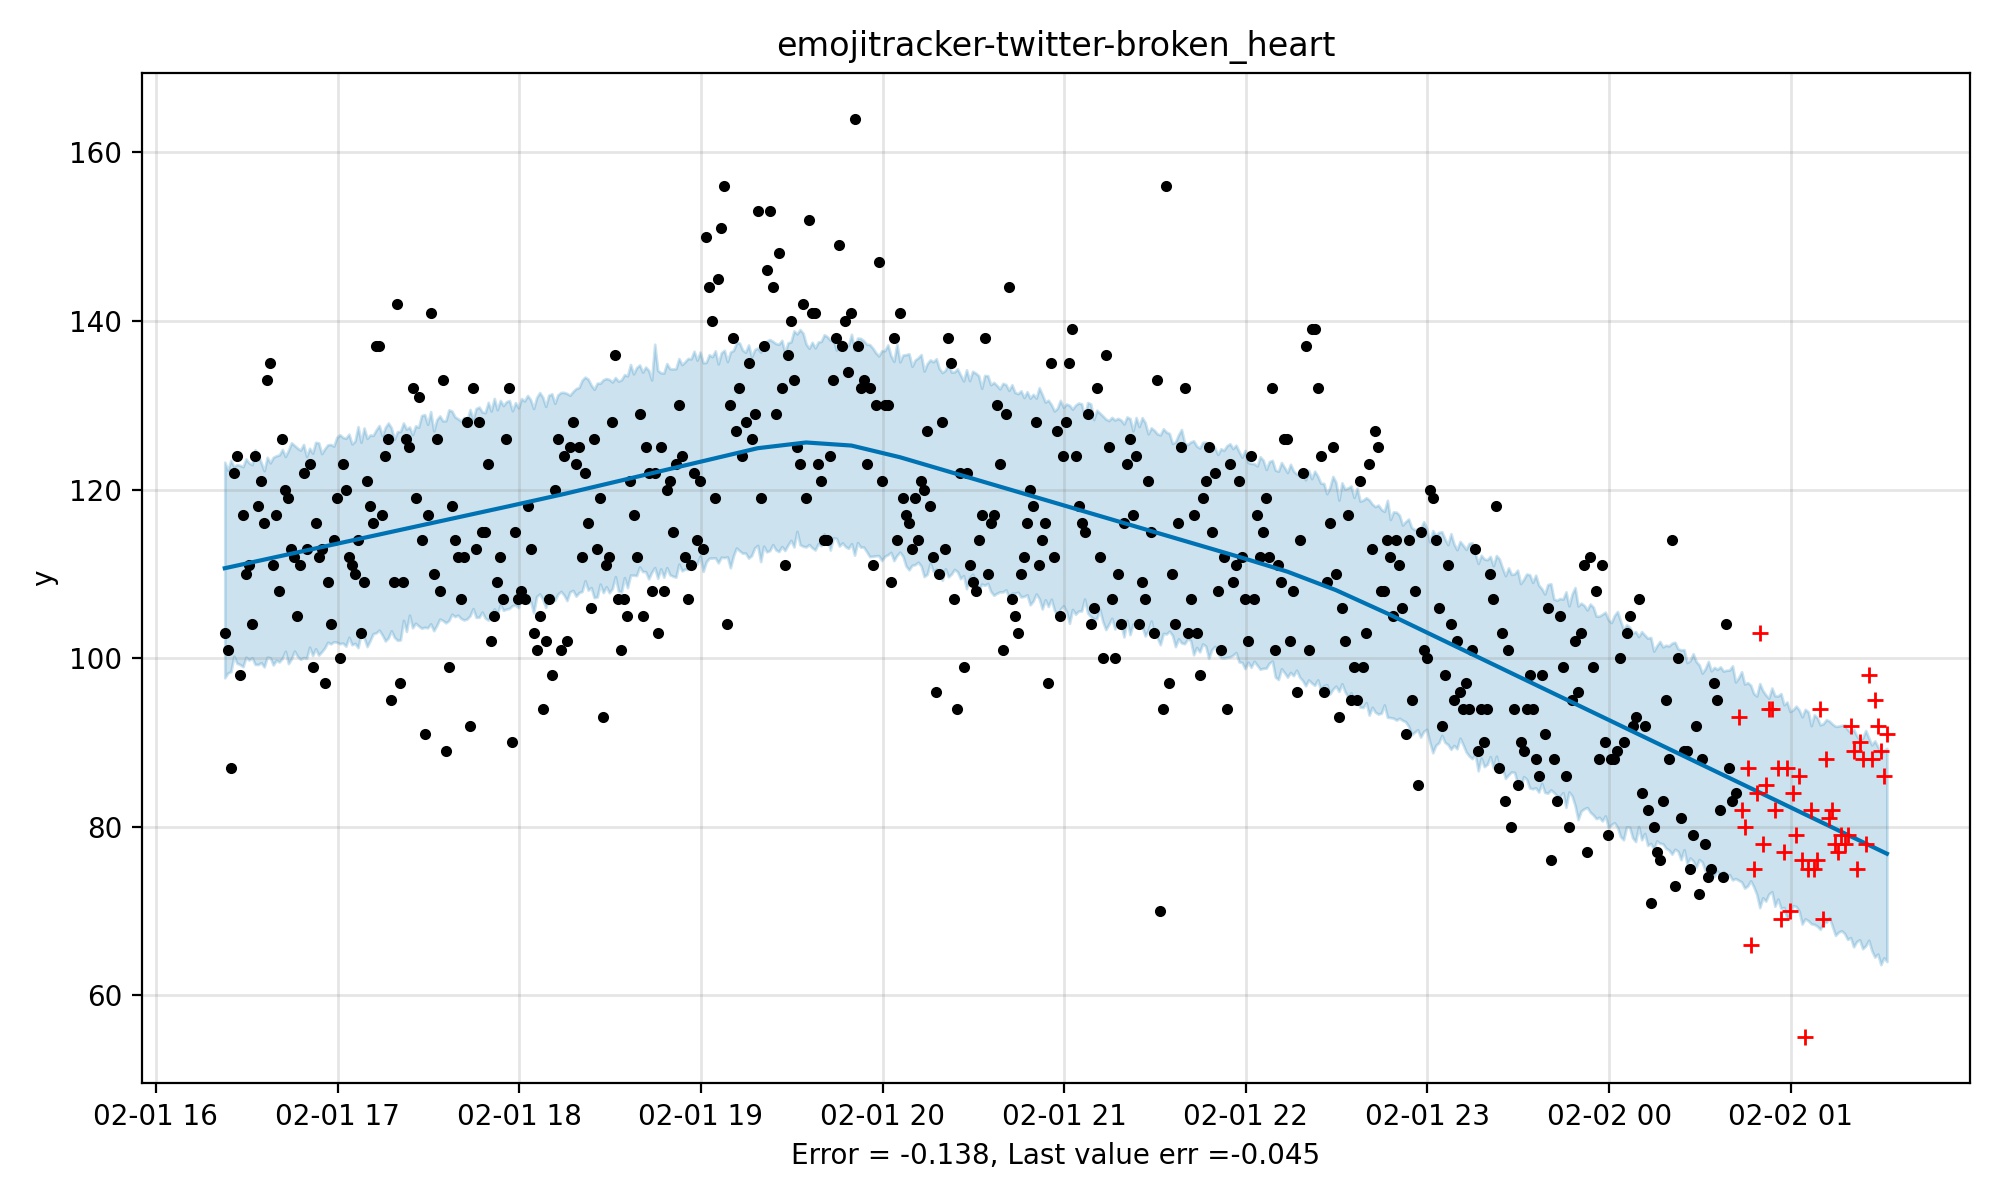 emojitracker-twitter-broken_heart
y
160
140
120
100
80
60
02-01 16 02-01 17 02-01 18 02-01 19 02-01 20 02-01 21 02-01 22 02-01 23 02-02 00 02-02 01
Error = -0.138, Last value err =-0.045